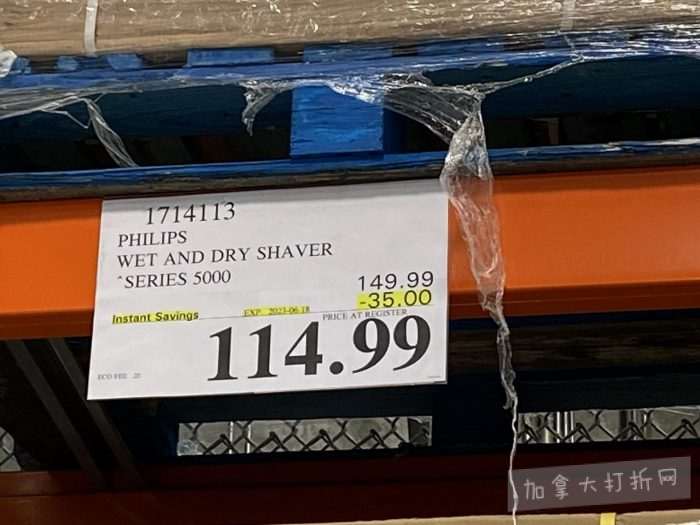 1714113
PHILIPS
WET AND DRY SHAVER
^SERIES 5000
149.99
-35.00
Instant Savings EXP. 2023-06-18 PRICE AT REGISTER
114.99
ECO FEE .20
加拿大打折网